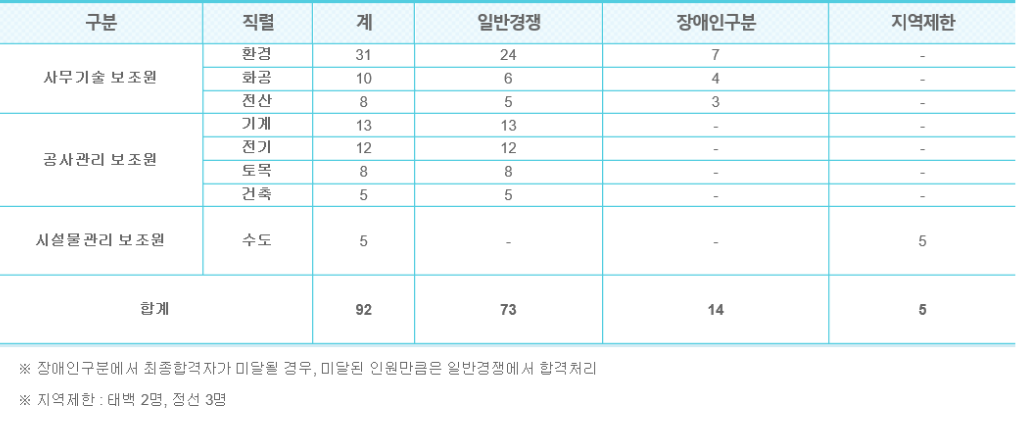 구분 직렬 계 일반경쟁 장애인구분 지역제한
사무기술 보조원
환경 31 24 7 -
화공 10 6 4 -
전산 8 5 3 -
공사관리 보조원
기계 13 13 - -
전기 12 12 - -
토목 8 8 - -
건축 5 5 - -
시설물관리 보조원 수도 5 - - 5
합계 92 73 14 5
※ 장애인구분에서 최종합격자가 미달될 경우, 미달된 인원만큼은 일반경쟁에서 합격처리
※ 지역제한 : 태백 2명, 정선 3명